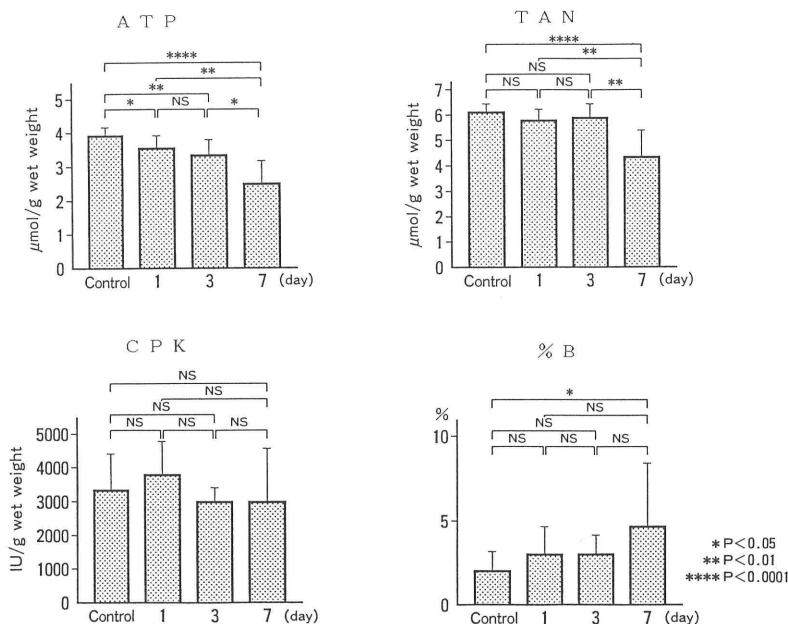 A T P
****
**
**
* NS *
μmol/g wet weight
5
4
3
2
1
0
Control 1 3 7 (day)
T A N
****
**
NS
NS NS **
μmol/g wet weight
7
6
5
4
3
2
1
0
Control 1 3 7 (day)
C P K
NS
NS
NS
NS NS NS
IU/g wet weight
5000
4000
3000
2000
1000
0
Control 1 3 7 (day)
% B
*
NS
NS
NS NS NS
%
10
5
0
Control 1 3 7 (day)
* P<0.05
** P<0.01
**** P<0.0001